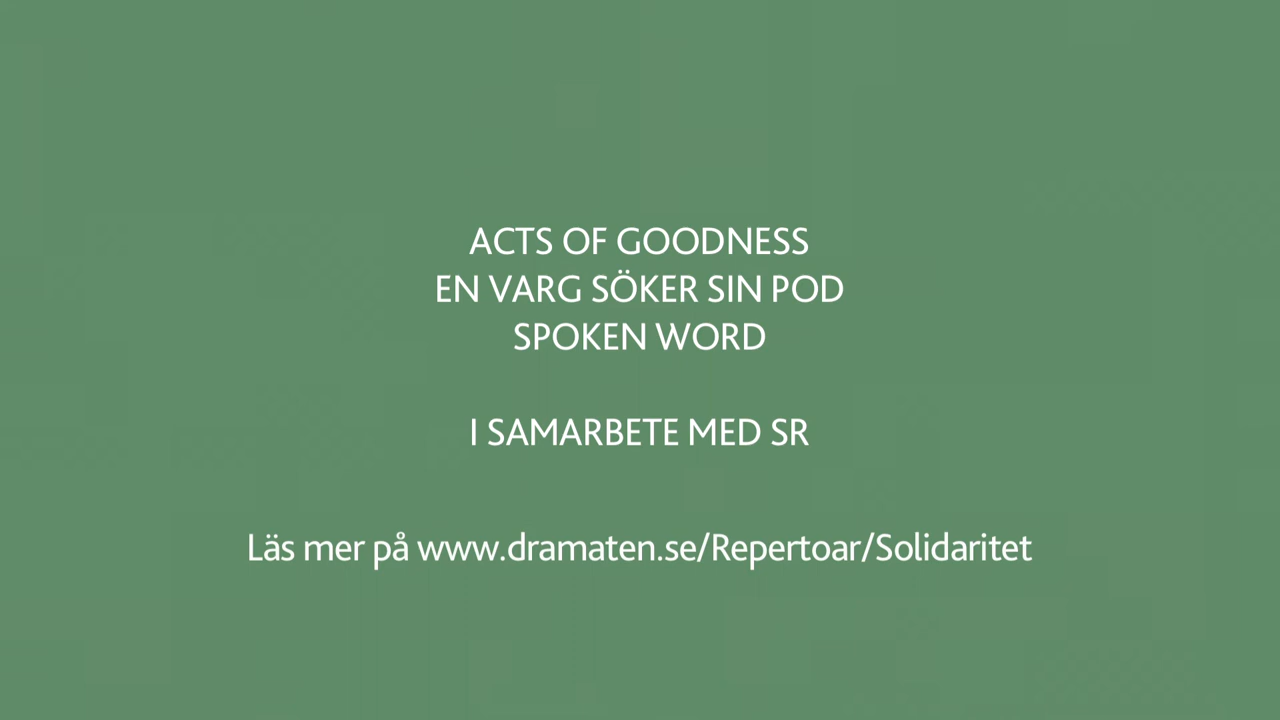 ACTS OF GOODNESS
EN VARG SÖKER SIN POD
SPOKEN WORD
I SAMARBETE MED SR
Läs mer på www.dramaten.se/Repertoar/Solidaritet